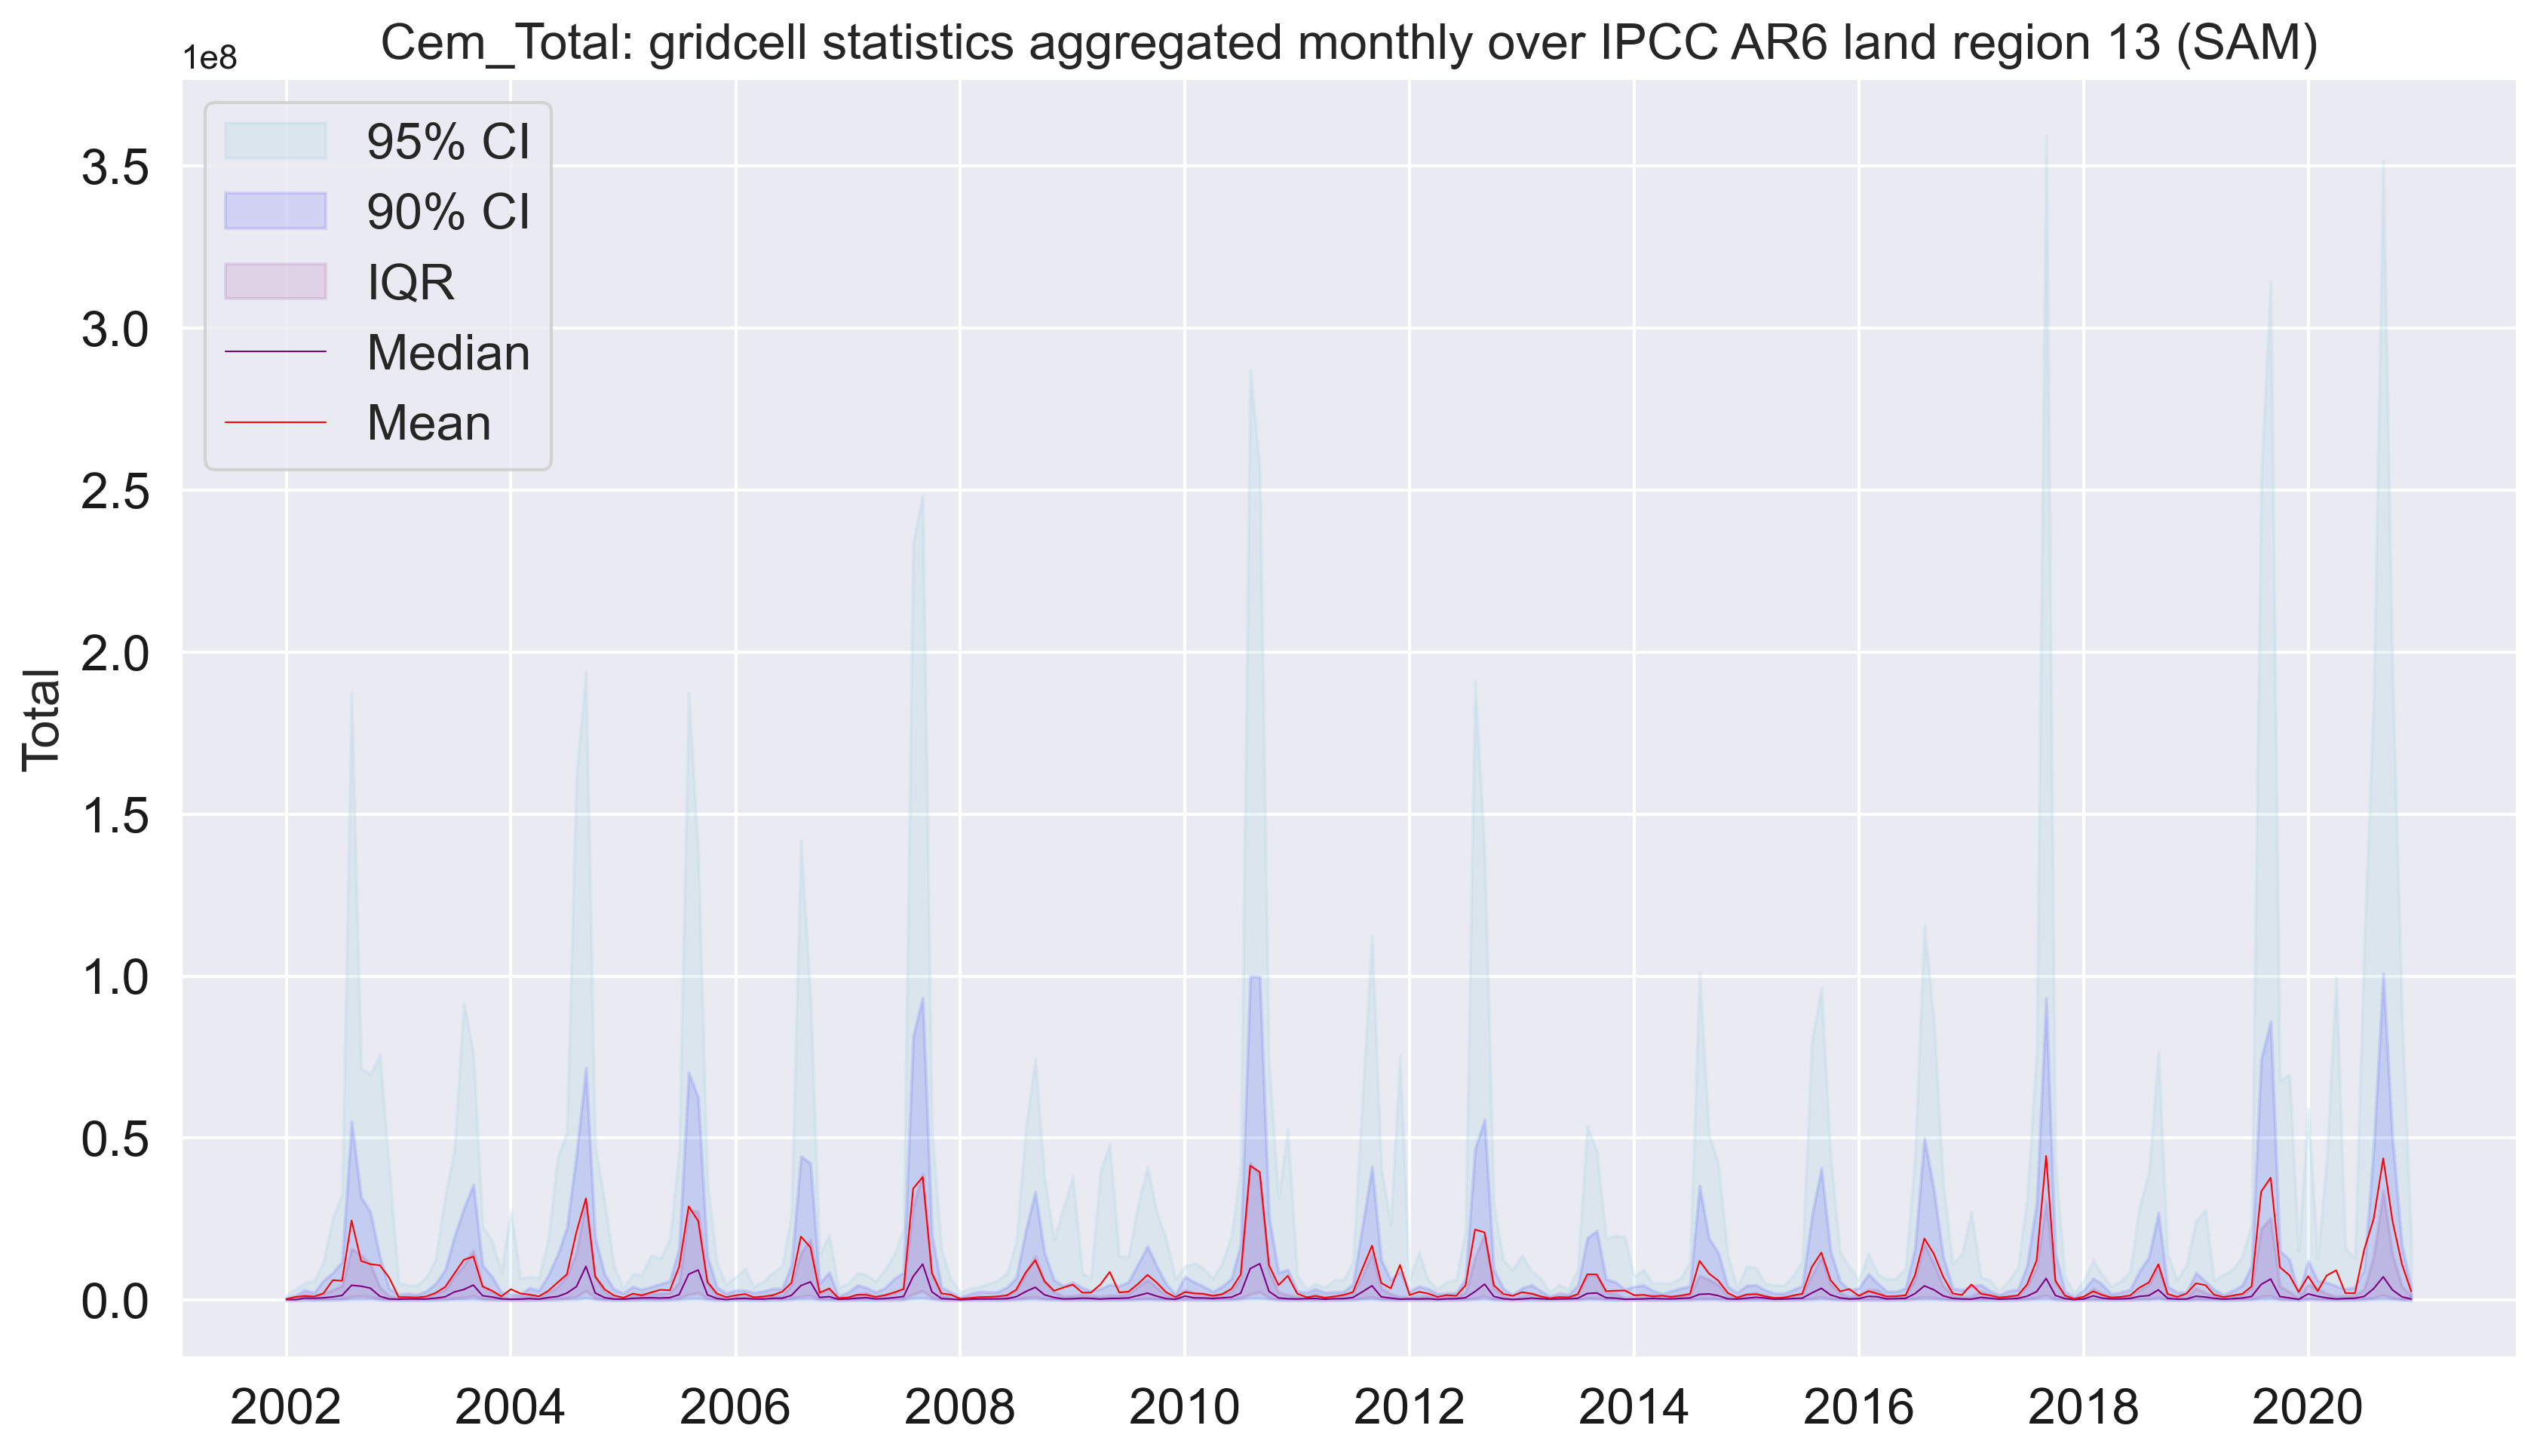 Cem_Total: gridcell statistics aggregated monthly over IPCC AR6 land region 13 (SAM)
1e8
95% CI
90% CI
IQR
Median
Mean
3.5
3.0
2.5
2.0
1.5
1.0
0.5
0.0
Total
2002 2004 2006 2008 2010 2012 2014 2016 2018 2020